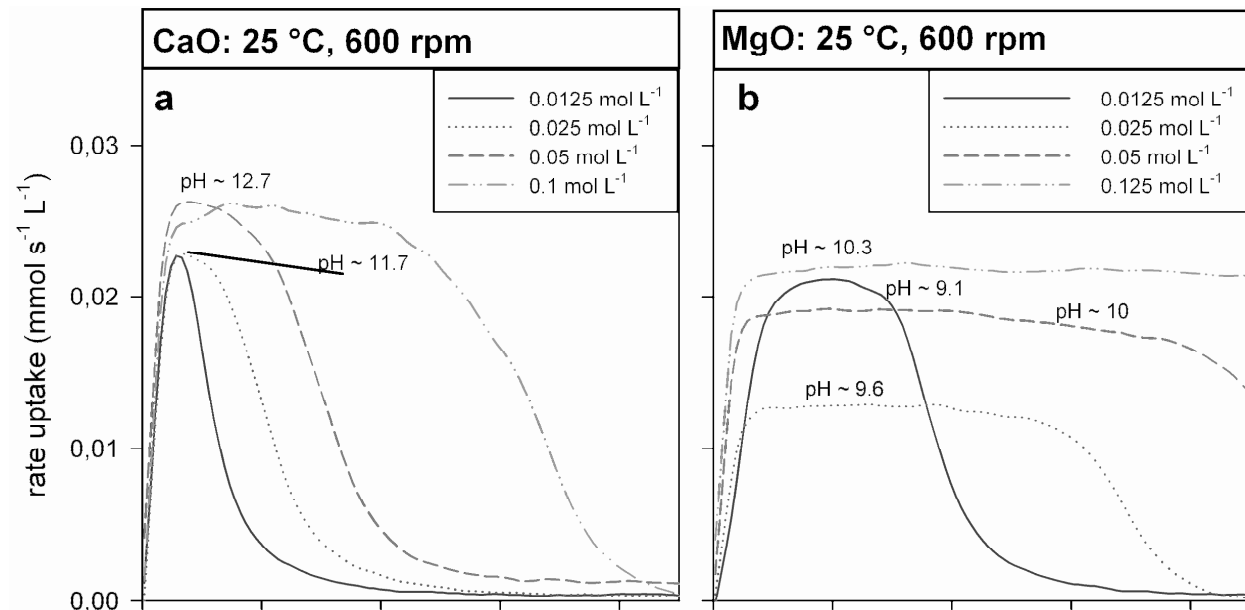 CaO: 25 °C, 600 rpm
MgO: 25 °C, 600 rpm
a
0.0125 mol L⁻¹
0.025 mol L⁻¹
0.05 mol L⁻¹
0.1 mol L⁻¹
b
0.0125 mol L⁻¹
0.025 mol L⁻¹
0.05 mol L⁻¹
0.125 mol L⁻¹
rate uptake (mmol s⁻¹ L⁻¹)
0,03
0,02
0,01
0.00
pH ~ 12.7
pH ~ 11.7
pH ~ 10.3
pH ~ 9.1
pH ~ 10
pH ~ 9.6